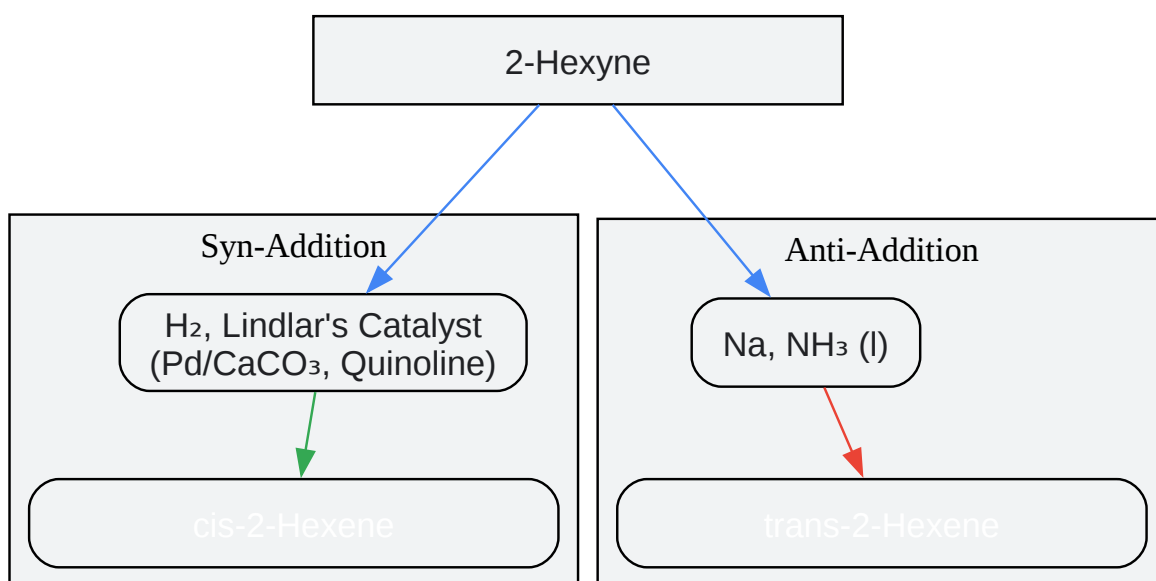 2-Hexyne
Syn-Addition
H₂, Lindlar's Catalyst
(Pd/CaCO₃, Quinoline)
cis-2-Hexene
Anti-Addition
Na, NH₃ (l)
trans-2-Hexene